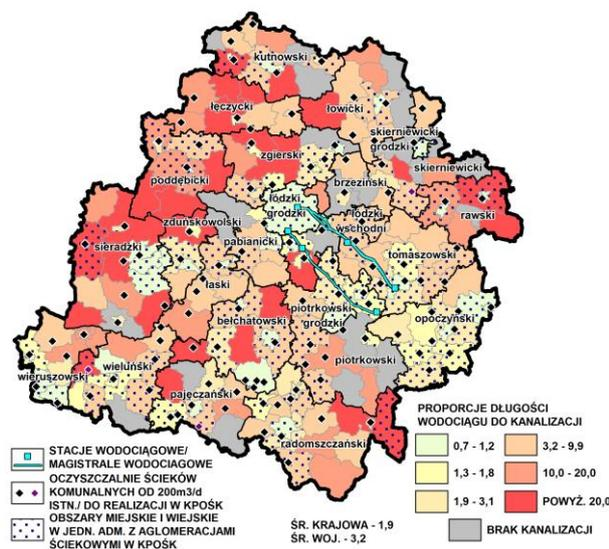 kutnowski
łęczycki
łowicki
skierniewicki
grodzki
skierniewicki
zgierski
poddębicki
brzeziński
rawski
łódzki
grodzki
łódzki
wschodni
zduńskowolski
sieradzki
pabianicki
tomaszowski
łaski
bełchatowski
piotrkowski
grodzki
opoczyński
piotrkowski
wieruszowski
wieluński
pajęczański
radomszczański
STACJE WODOCIĄGOWE/
MAGISTRALE WODOCIĄGOWE
OCZYSZCZALNIE ŚCIEKÓW
KOMUNALNYCH OD 200m3/d
ISTN./ DO REALIZACJI W KPOŚK
OBSZARY MIEJSKIE I WIEJSKIE
W JEDN. ADM. Z AGLOMERACJAMI
ŚCIEKOWYMI W KPOŚK
ŚR. KRAJOWA - 1,9
ŚR. WOJ. - 3,2
PROPORCJE DŁUGOŚCI
WODOCIĄGU DO KANALIZACJI
0,7 - 1,2
3,2 - 9,9
1,3 - 1,8
10,0 - 20,0
1,9 - 3,1
POWYŻ. 20,0
BRAK KANALIZACJI